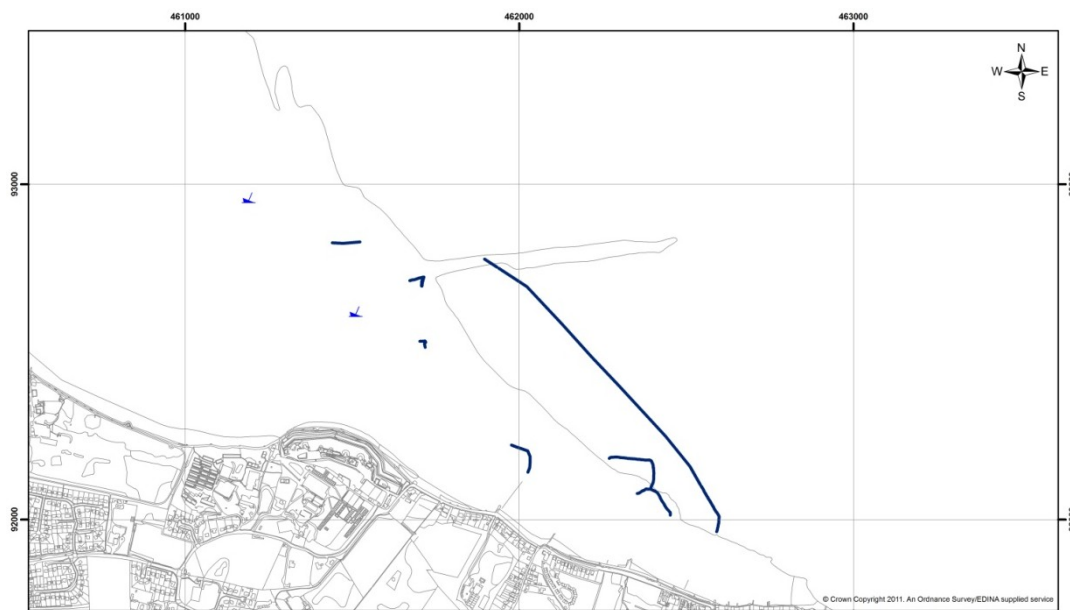 461000 462000 463000
N
W E
S
93000
92000
© Crown Copyright 2011. An Ordnance Survey/EDINA supplied service